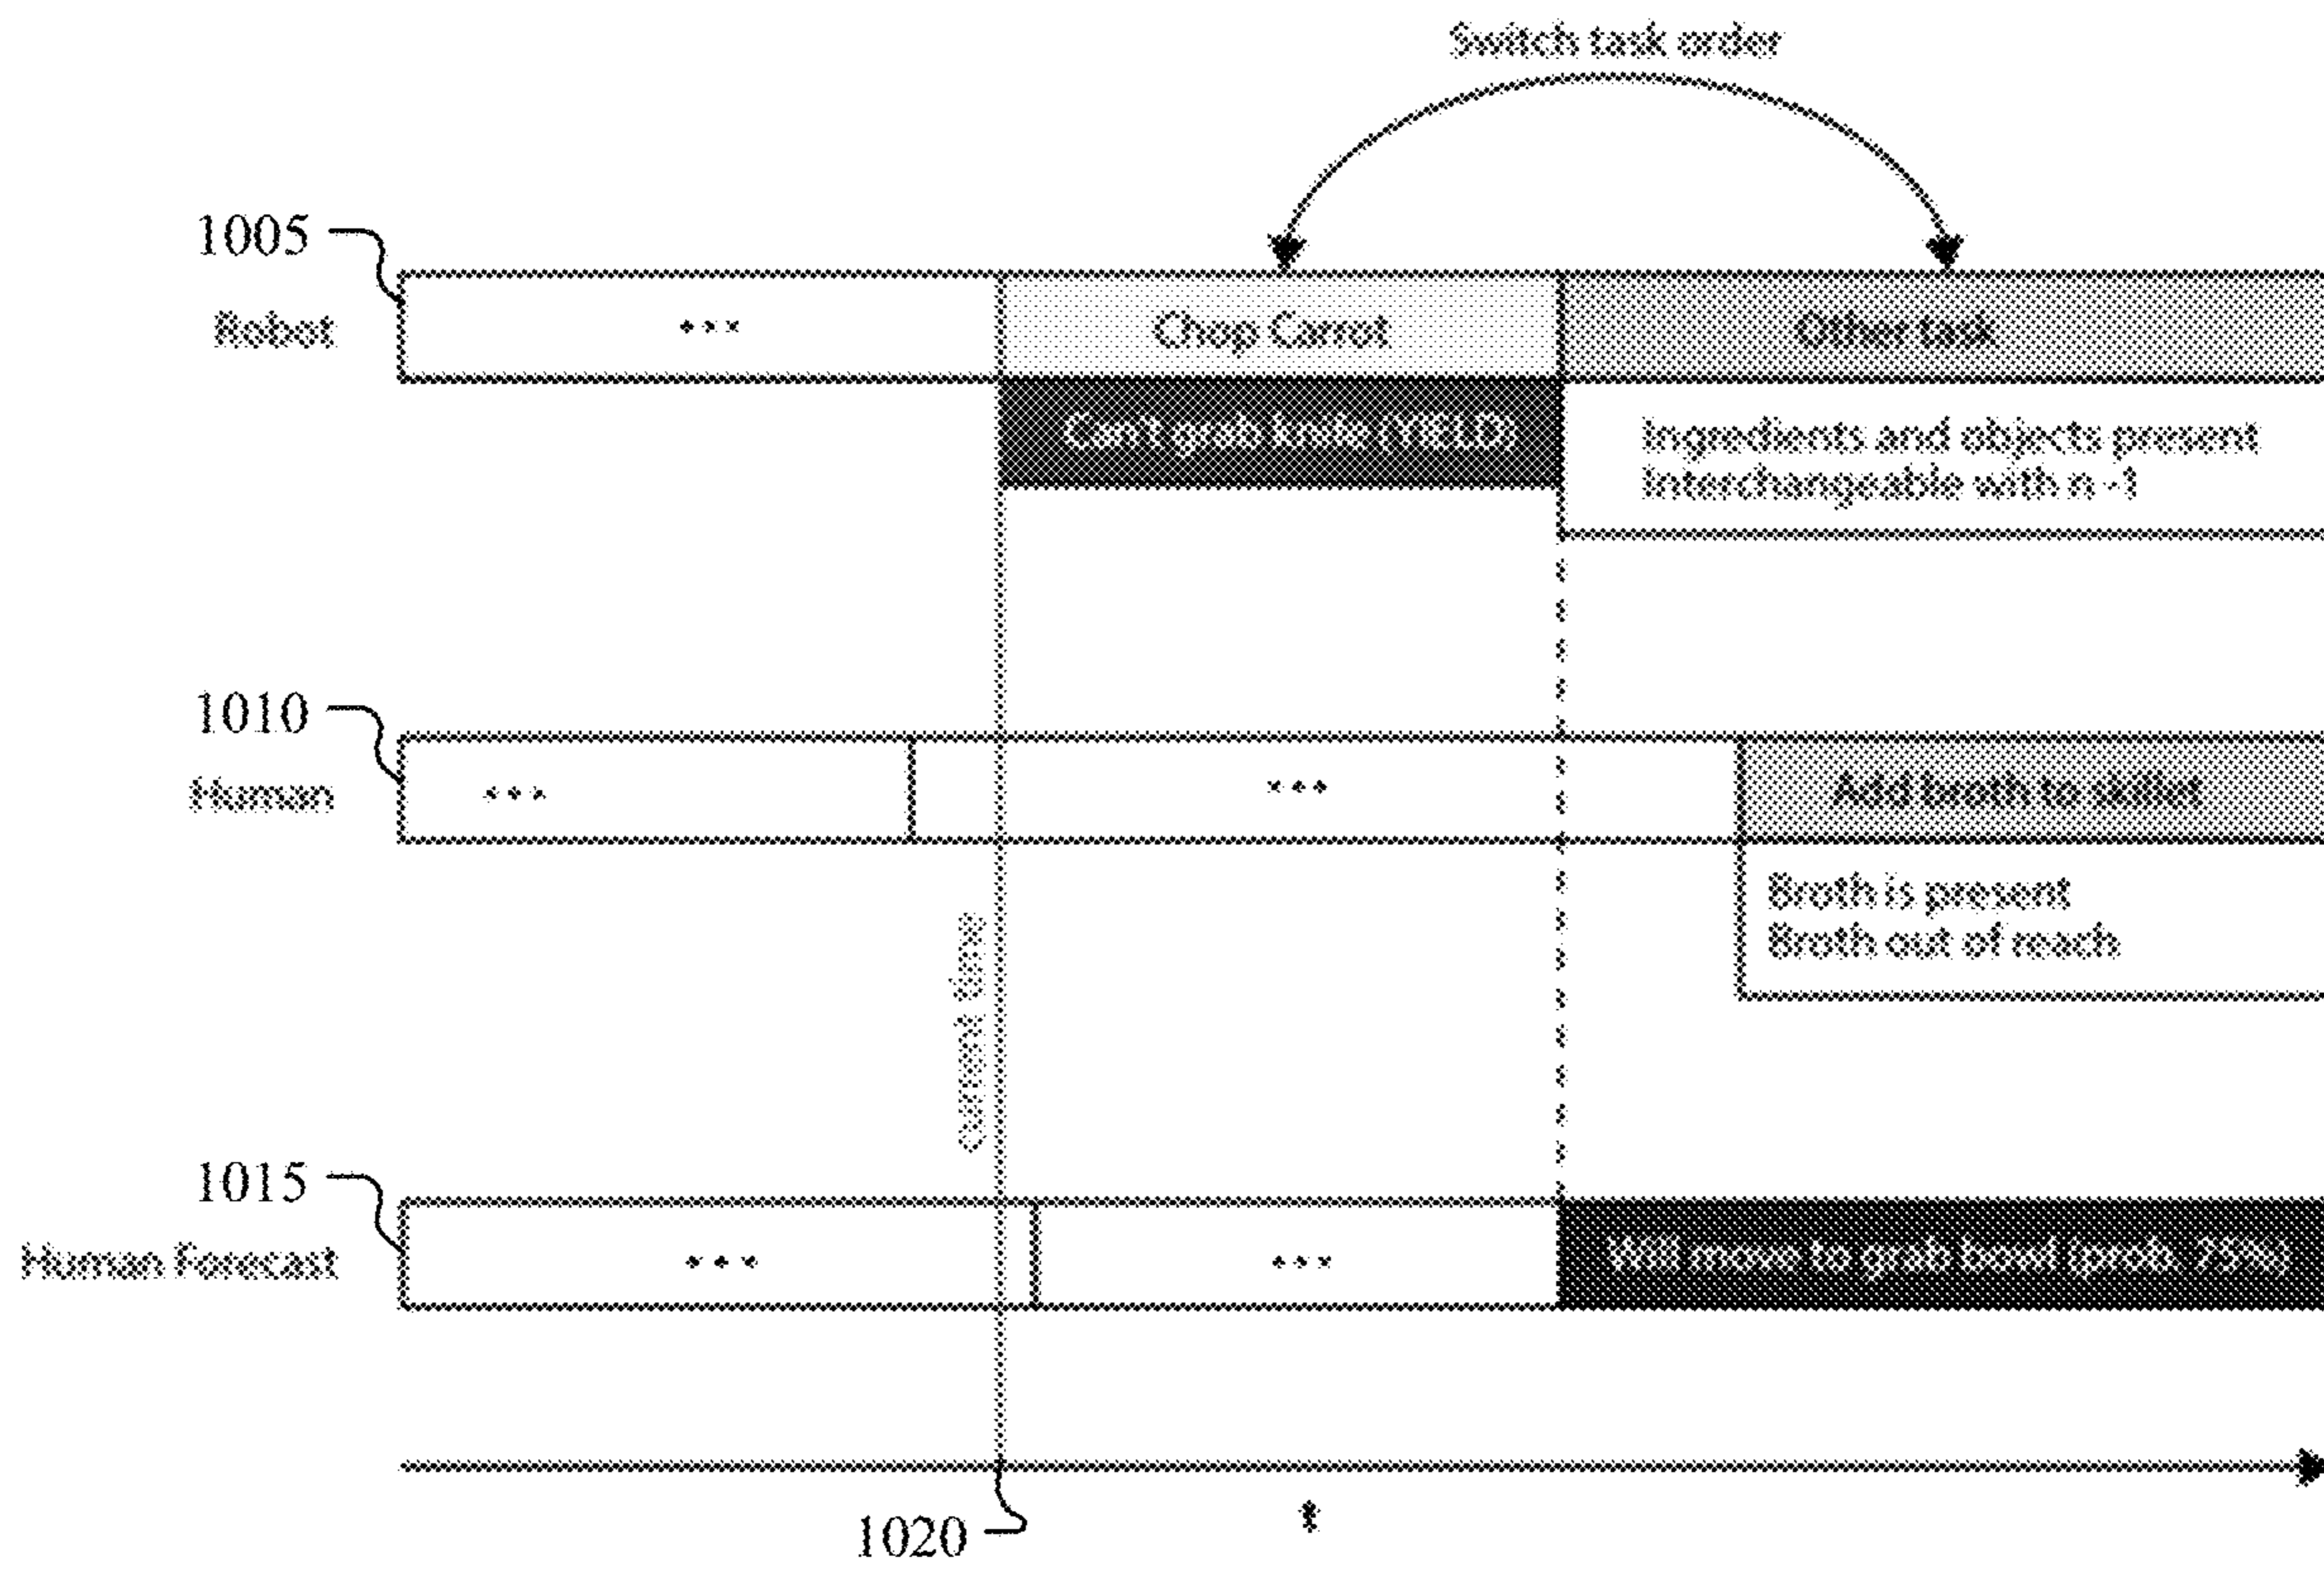 Switch task order
1005
Robot
...
Chop Carrot
Other task
Can't grab knife (YIELD)
Ingredients and objects present
Interchangeable with n -1
1010
Human
...
...
Add broth to skillet
Broth is present
Broth out of reach
current time
1015
Human Forecast
...
...
Will move to grab bowl (prob.
1020
t